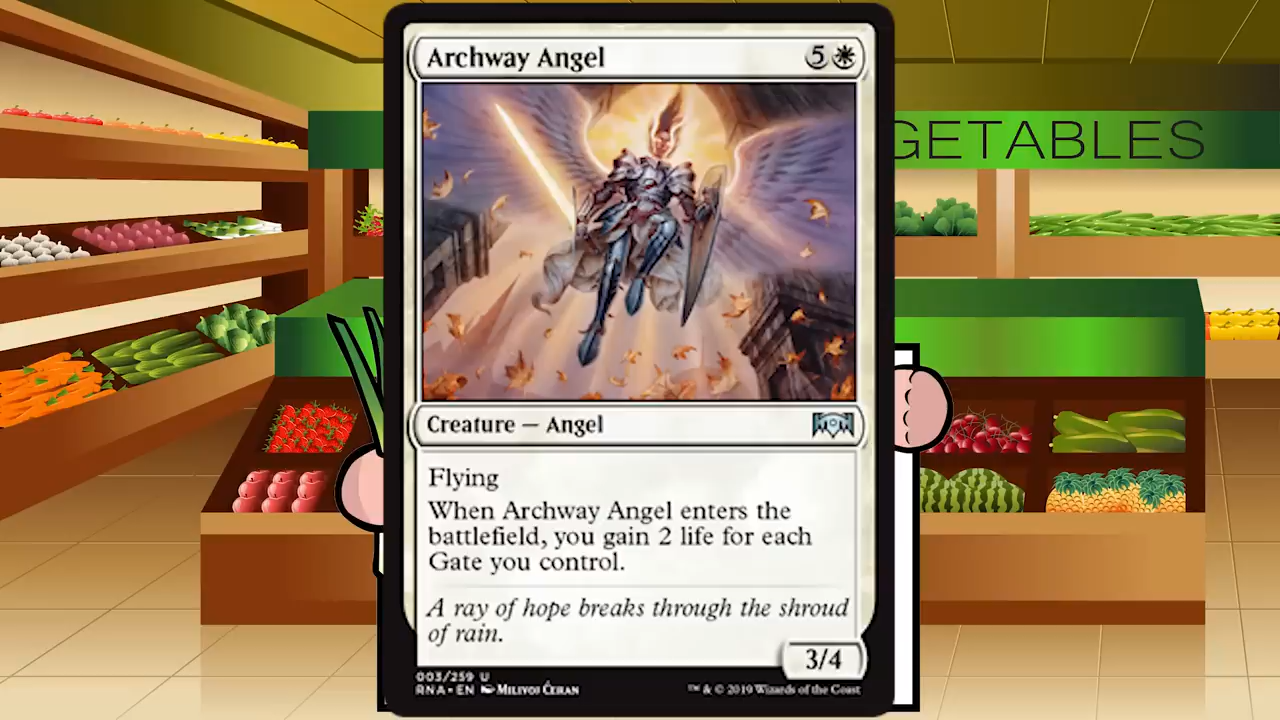 Archway Angel 5
GETABLES
Creature — Angel
Flying
When Archway Angel enters the
battlefield, you gain 2 life for each
Gate you control.
A ray of hope breaks through the shroud
of rain.
3/4
003/259 U
RNA • EN Milivoj Ćeran
™ & © 2019 Wizards of the Coast